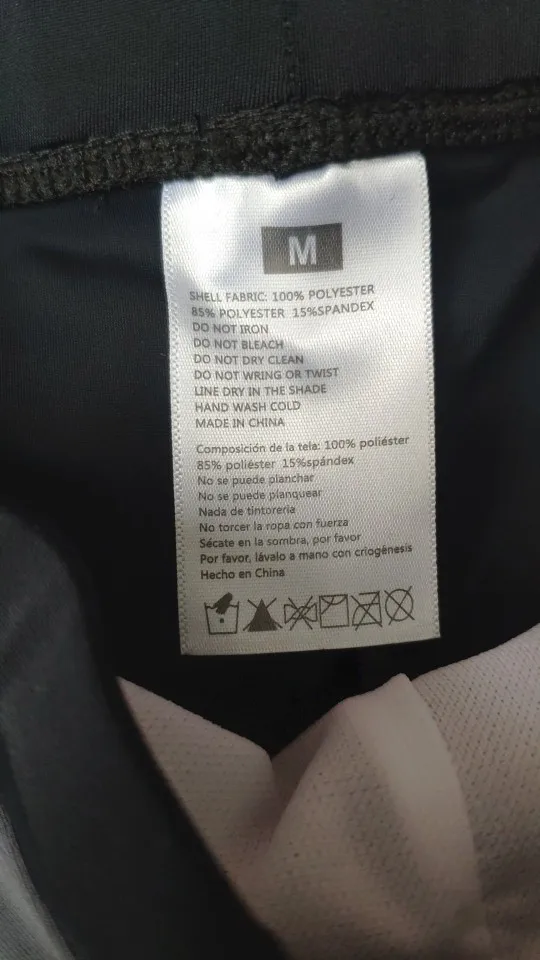 M
SHELL FABRIC: 100% POLYESTER
85% POLYESTER 15%SPANDEX
DO NOT IRON
DO NOT BLEACH
DO NOT DRY CLEAN
DO NOT WRING OR TWIST
LINE DRY IN THE SHADE
HAND WASH COLD
MADE IN CHINA
Composición de la tela: 100% poliéster
85% poliéster 15%spándex
No se puede planchar
No se puede planquear
Nada de tintoreria
No torcer la ropa con fuerza
Sécate en la sombra, por favor
Por favor, lávalo a mano con criogénesis
Hecho en China